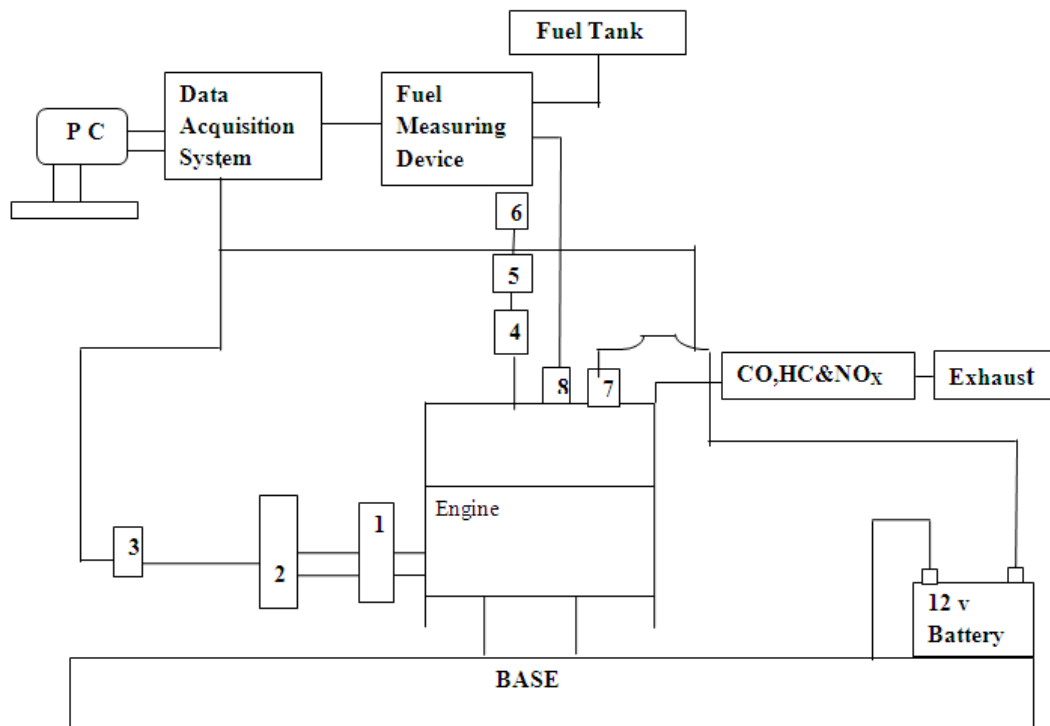 Fuel Tank
Data
Acquisition
System
Fuel
Measuring
Device
P C
6
5
4
8
7
CO,HC&NOX
Exhaust
Engine
1
2
3
12 v
Battery
BASE